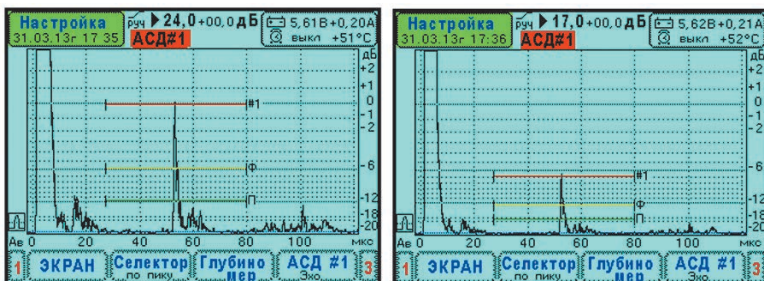 Настройка
31.03.13г 17 35
РУЧ ▶ 24,0+00,0 дБ
АСД#1
5,61В+0,20А
выкл +51°C
дБ
+2
0
-1
-2
-6
-12
-18
-20
#1
Ф
П
Ав 0 20 40 60 80 100 мкс
1 ЭКРАН
Селектор
по пику
Глубино
мер
АСД #1
Эхо
3
Настройка
31.03.13г 17:36
РУЧ ▶ 17,0+00,0 дБ
АСД#1
5,62В+0,21А
выкл +52°C
дБ
+2
0
-1
-2
-6
-12
-18
-20
#1
Ф
П
Ав 0 20 40 60 80 100 мкс
1 ЭКРАН
Селектор
по пику
Глубино
мер
АСД #1
Эхо
3